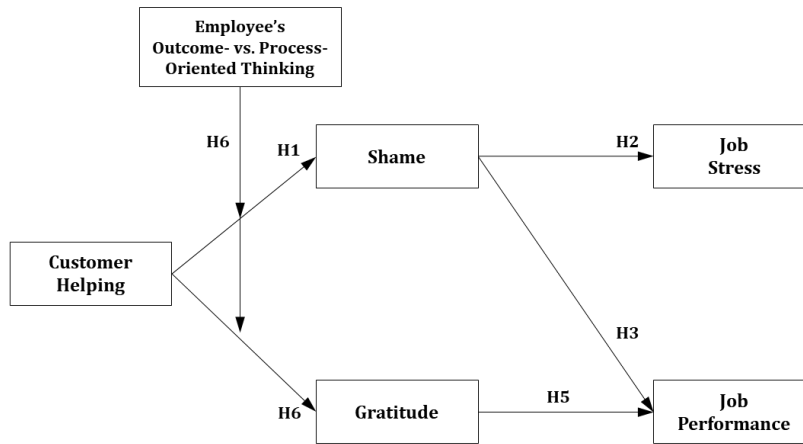 Employee's
Outcome- vs. Process-
Oriented Thinking
H6
H1
Shame
H2
Job
Stress
Customer
Helping
H3
H6
Gratitude
H5
Job
Performance